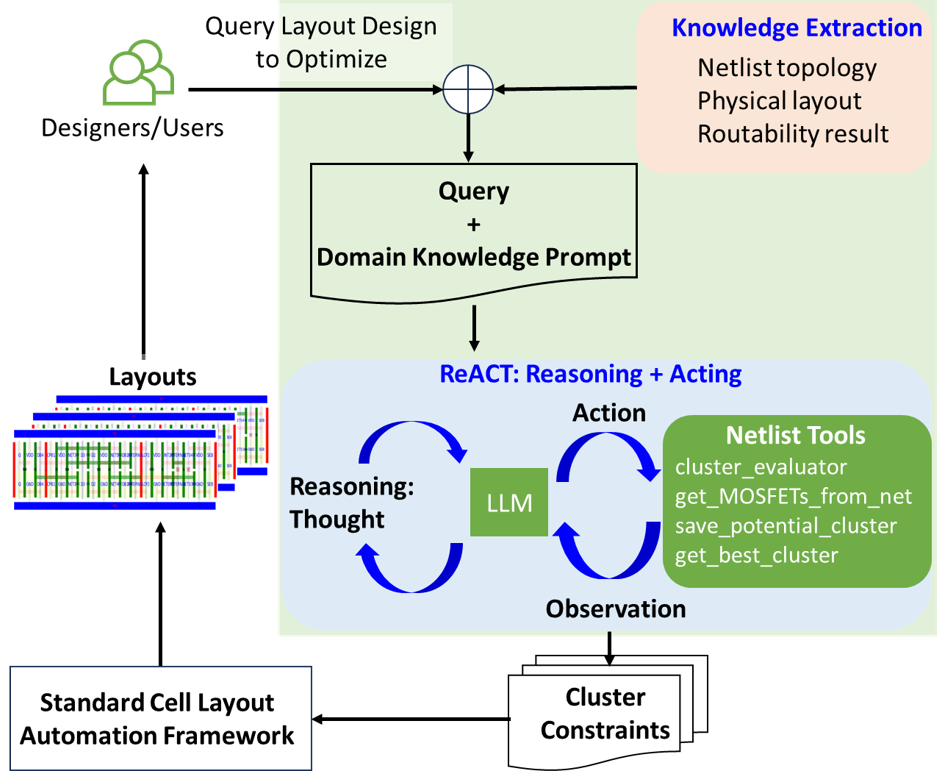 Query Layout Design
to Optimize
Knowledge Extraction
Netlist topology
Physical layout
Routability result
Designers/Users
Query
+
Domain Knowledge Prompt
ReACT: Reasoning + Acting
Layouts
Action
Netlist Tools
cluster_evaluator
get_MOSFETs_from_net
save_potential_cluster
get_best_cluster
Reasoning:
Thought
LLM
Observation
Standard Cell Layout
Automation Framework
Cluster
Constraints